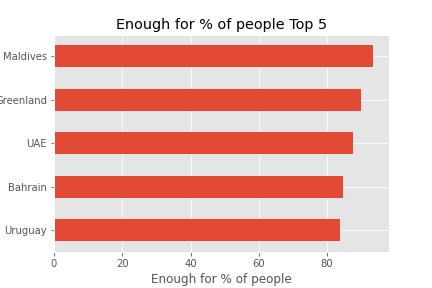 Enough for % of people Top 5
Maldives
Greenland
UAE
Bahrain
Uruguay
0 20 40 60 80
Enough for % of people